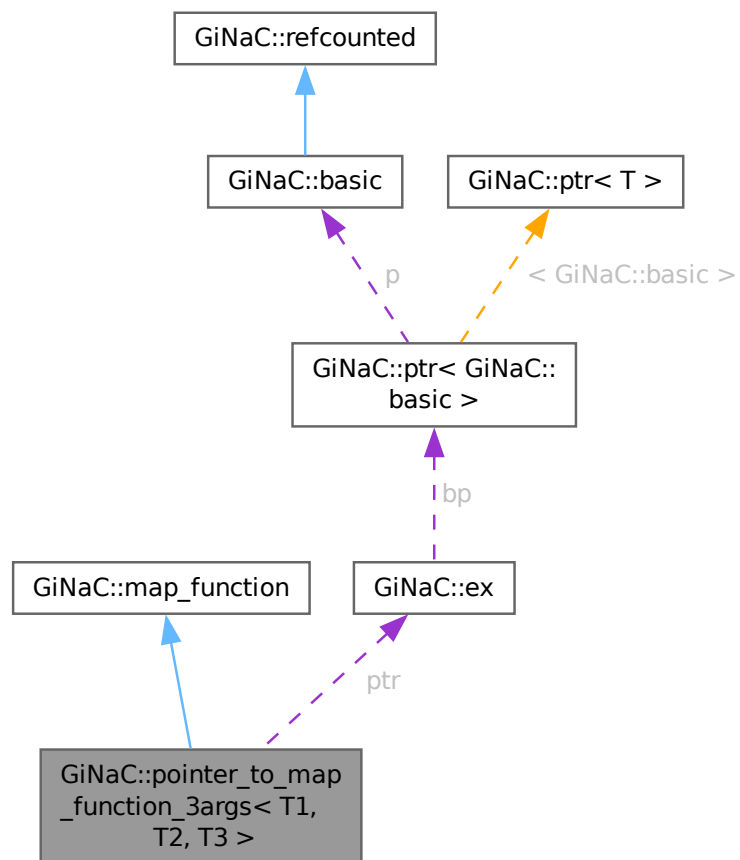 GiNaC::refcounted
GiNaC::basic
GiNaC::ptr< T >
p
< GiNaC::basic >
GiNaC::ptr< GiNaC::
basic >
bp
GiNaC::map_function
GiNaC::ex
ptr
GiNaC::pointer_to_map
_function_3args< T1,
T2, T3 >